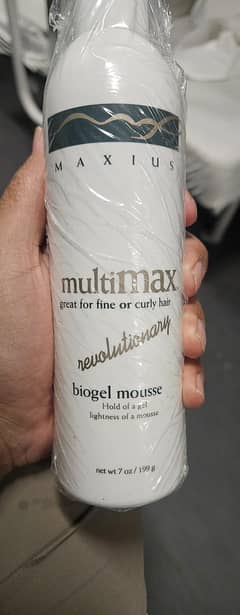 MAXIUS
multimax
great for fine or curly hair
revolutionary
biogel mousse
Hold of a gel
lightness of a mousse
net wt 7 oz / 199 g